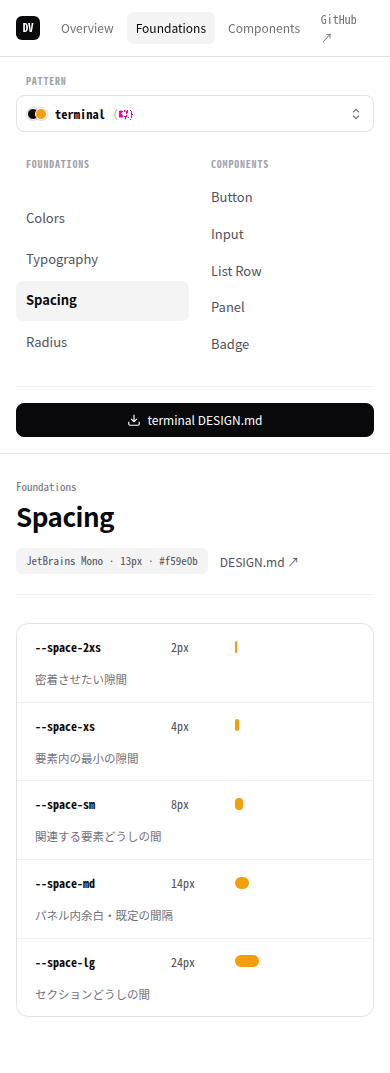 DV
Overview
Foundations
Components
GitHub ↗
PATTERN
terminal
FOUNDATIONS
Colors
Typography
Spacing
Radius
COMPONENTS
Button
Input
List Row
Panel
Badge
terminal DESIGN.md
Foundations
Spacing
JetBrains Mono · 13px · #f59e0b
DESIGN.md ↗
--space-2xs 2px
密着させたい隙間
--space-xs 4px
要素内の最小の隙間
--space-sm 8px
関連する要素どうしの間
--space-md 14px
パネル内余白・既定の間隔
--space-lg 24px
セクションどうしの間